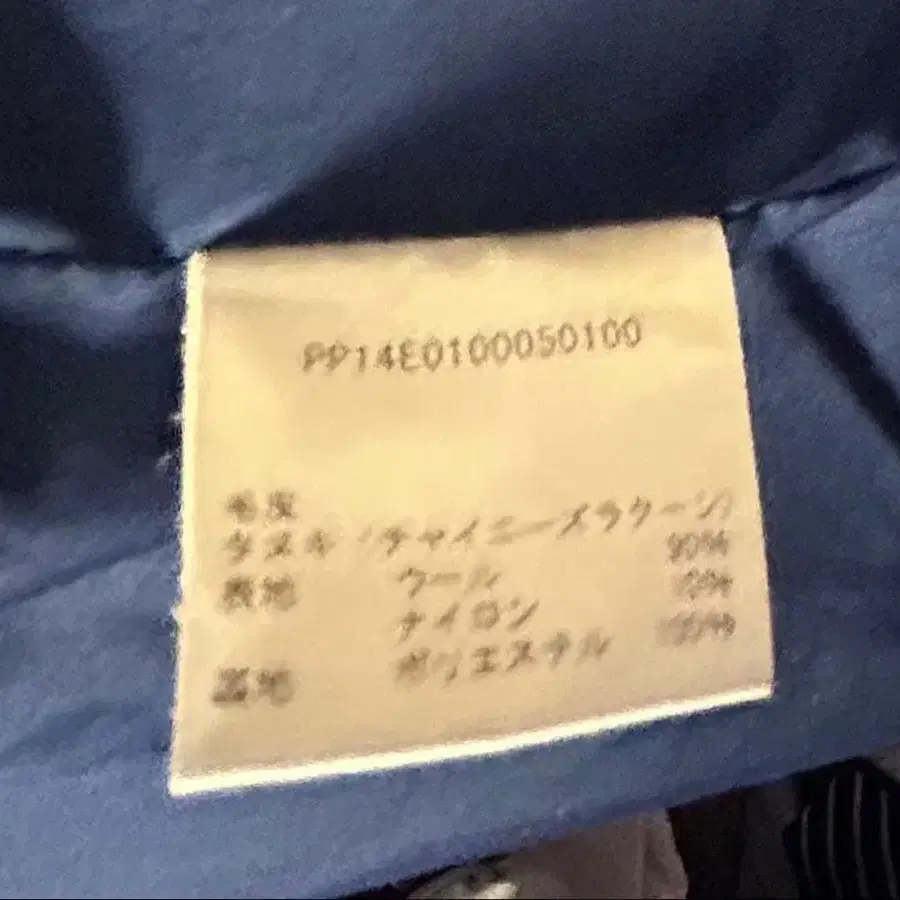 PP14E0100050100
毛皮
タヌキ (チャイニーズラクーン)
表地 ウール 90%
ナイロン 10%
裏地 ポリエステル 100%